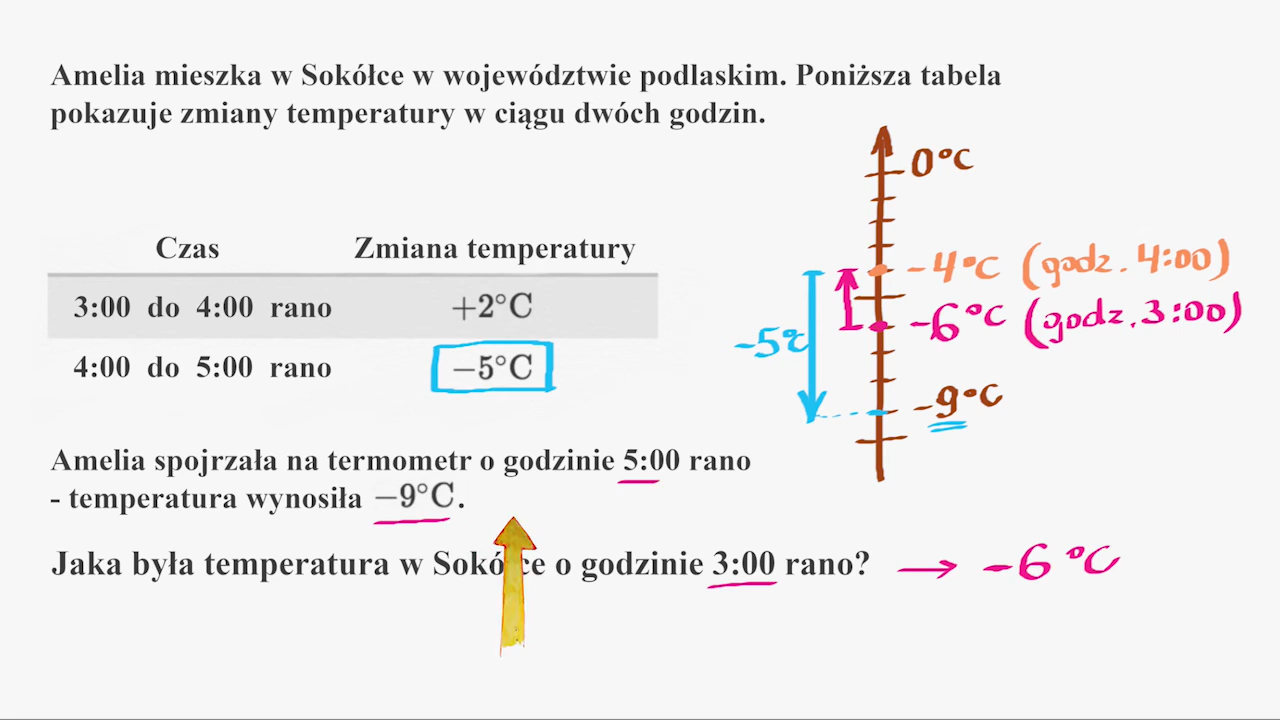 Amelia mieszka w Sokółce w województwie podlaskim. Poniższa tabela
pokazuje zmiany temperatury w ciągu dwóch godzin.
0°C
Czas Zmiana temperatury
-4°C (godz. 4:00)
3:00 do 4:00 rano +2°C
-6°C (godz. 3:00)
-5°C
4:00 do 5:00 rano −5°C
-9°C
Amelia spojrzała na termometr o godzinie 5:00 rano
- temperatura wynosiła −9°C.
Jaka była temperatura w Sokółce o godzinie 3:00 rano? → -6°C